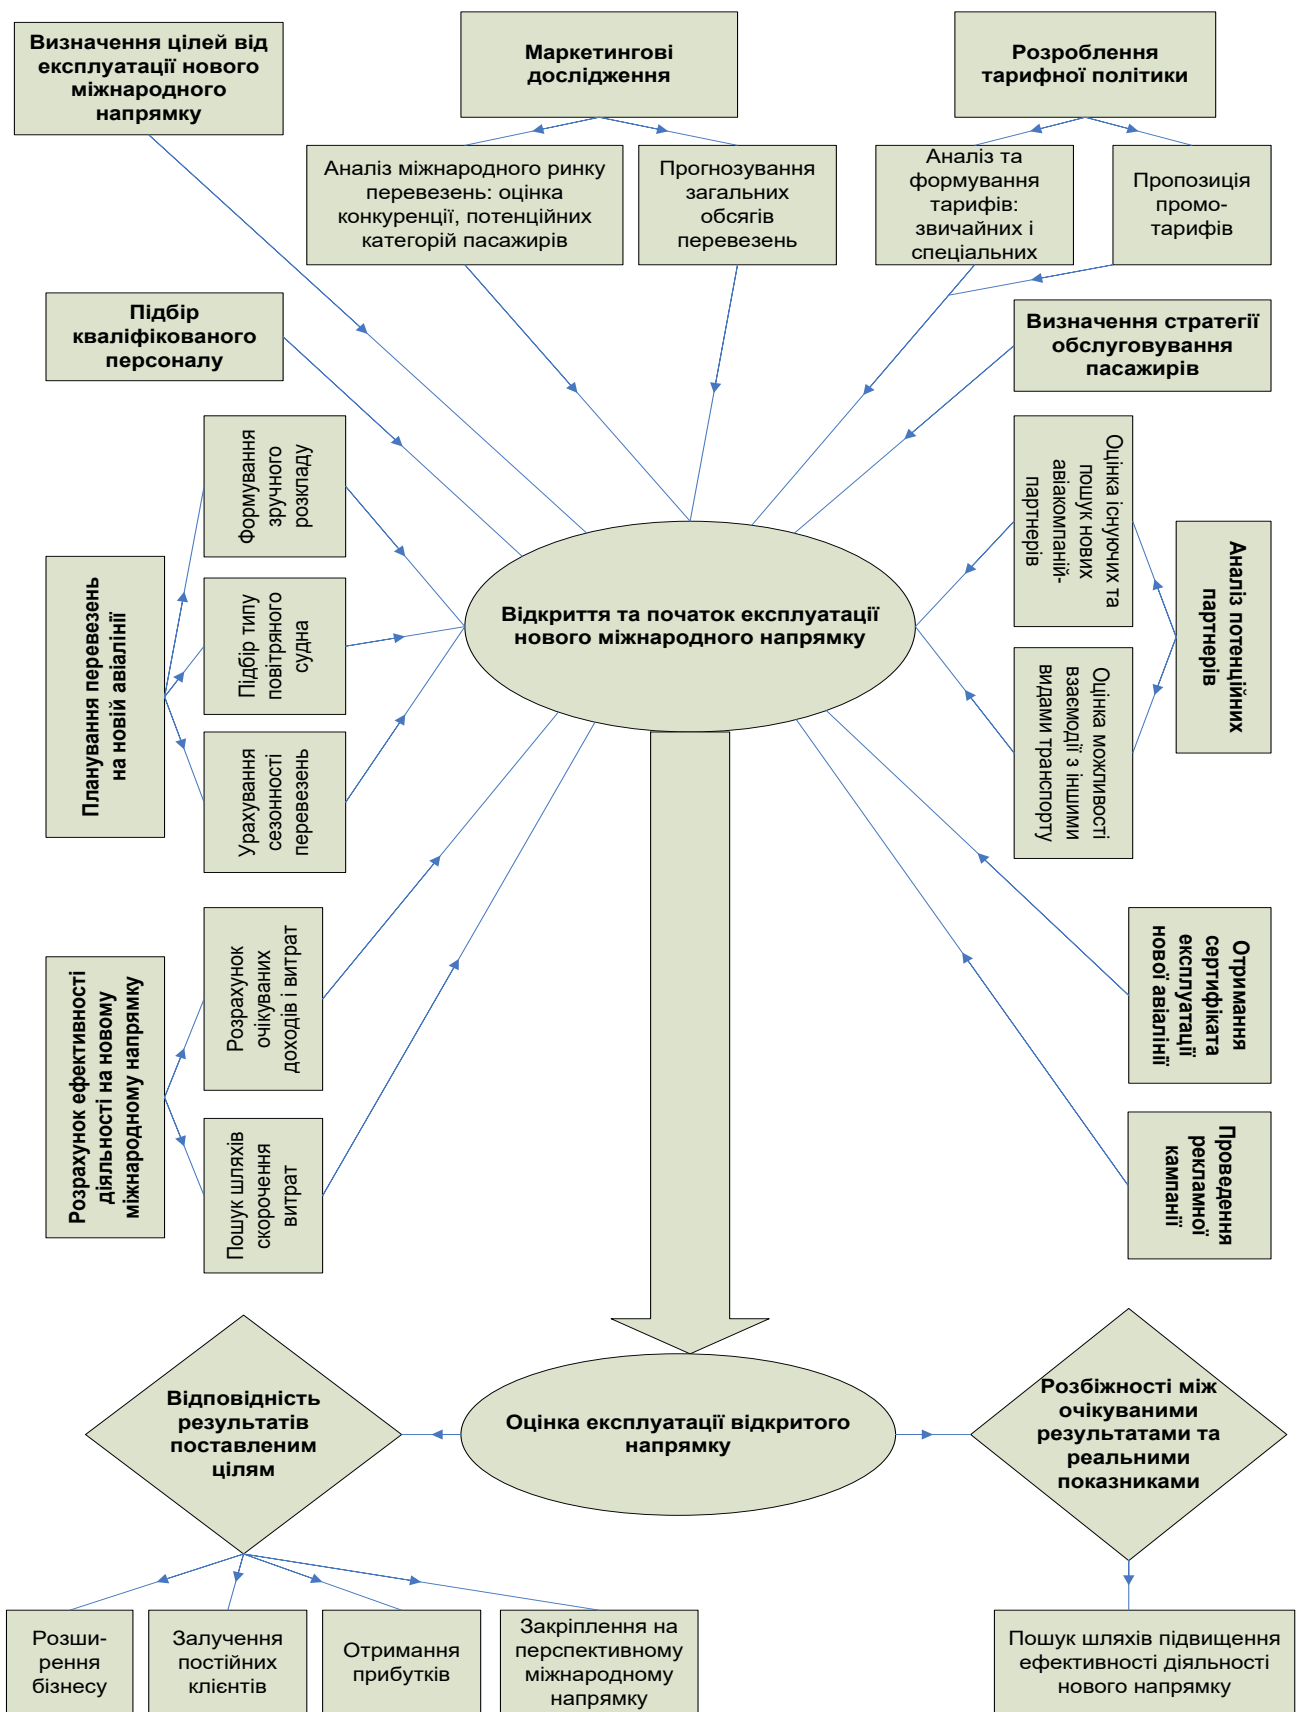 Визначення цілей від
експлуатації нового
міжнародного
напрямку
Маркетингові
дослідження
Розроблення
тарифної політики
Аналіз міжнародного ринку
перевезень: оцінка
конкуренції, потенційних
категорій пасажирів
Прогнозування
загальних
обсягів
перевезень
Аналіз та
формування
тарифів:
звичайних і
спеціальних
Пропозиція
промо-
тарифів
Підбір
кваліфікованого
персоналу
Визначення стратегії
обслуговування
пасажирів
Планування перевезень
на новій авіалінії
Формування
зручного
розкладу
Підбір типу
повітряного
судна
Урахування
сезонності
перевезень
Відкриття та початок експлуатації
нового міжнародного напрямку
Оцінка існуючих та
пошук нових
авіакомпаній-
партнерів
Оцінка можливості
взаємодії з іншими
видами транспорту
Аналіз потенційних
партнерів
Розрахунок ефективності
діяльності на новому
міжнародному напрямку
Розрахунок
очікуваних
доходів і витрат
Пошук шляхів
скорочення
витрат
Отримання
сертифіката
експлуатації
нової авіалінії
Проведення
рекламної
кампанії
Відповідність
результатів
поставленим
цілям
Оцінка експлуатації відкритого
напрямку
Розбіжності між
очікуваними
результатами та
реальними
показниками
Розши-
рення
бізнесу
Залучення
постійних
клієнтів
Отримання
прибутків
Закріплення на
перспективному
міжнародному
напрямку
Пошук шляхів підвищення
ефективності діяльності
нового напрямку